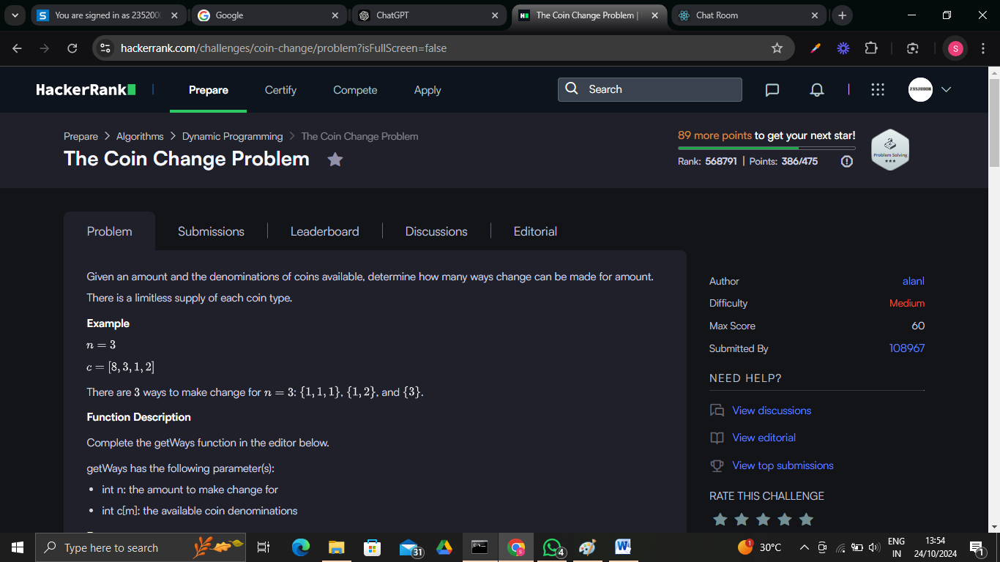 You are signed in as 2352000
Google
ChatGPT
The Coin Change Problem |
Chat Room
hackerrank.com/challenges/coin-change/problem?isFullScreen=false
S
HackerRank
Prepare
Certify
Compete
Apply
Search
23520008
Prepare > Algorithms > Dynamic Programming > The Coin Change Problem
The Coin Change Problem
89 more points to get your next star!
Rank: 568791 | Points: 386/475
Problem Solving
Problem
Submissions
Leaderboard
Discussions
Editorial
Given an amount and the denominations of coins available, determine how many ways change can be made for amount.
There is a limitless supply of each coin type.
Example
n = 3
c = [8, 3, 1, 2]
There are 3 ways to make change for n = 3: {1, 1, 1}, {1, 2}, and {3}.
Function Description
Complete the getWays function in the editor below.
getWays has the following parameter(s):
• int n: the amount to make change for
• int c[m]: the available coin denominations
Author alanl
Difficulty Medium
Max Score 60
Submitted By 108967
NEED HELP?
View discussions
View editorial
View top submissions
RATE THIS CHALLENGE
Type here to search
31
4
1
30°C
ENG
IN
13:54
24/10/2024
1